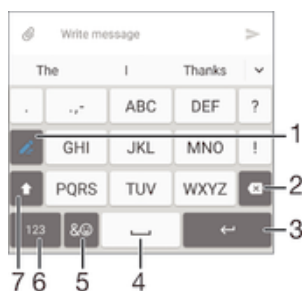 Write message
The I Thanks
. .,- ABC DEF ?
GHI JKL MNO ! 1
PQRS TUV WXYZ 2
123 &☺ 3
7 6 5 4